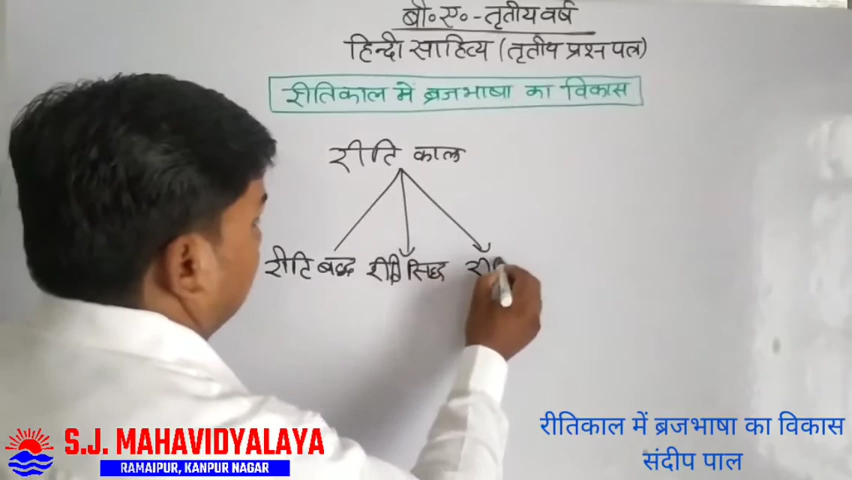 बी॰ए॰-तृतीय वर्ष
हिन्दी साहित्य (तृतीय प्रश्न पत्र)
रीतिकाल में ब्रजभाषा का विकास
रीति काल
रीति बद्ध रीति सिद्ध री
रीतिकाल में ब्रजभाषा का विकास
संदीप पाल
S.J. MAHAVIDYALAYA
RAMAIPUR, KANPUR NAGAR